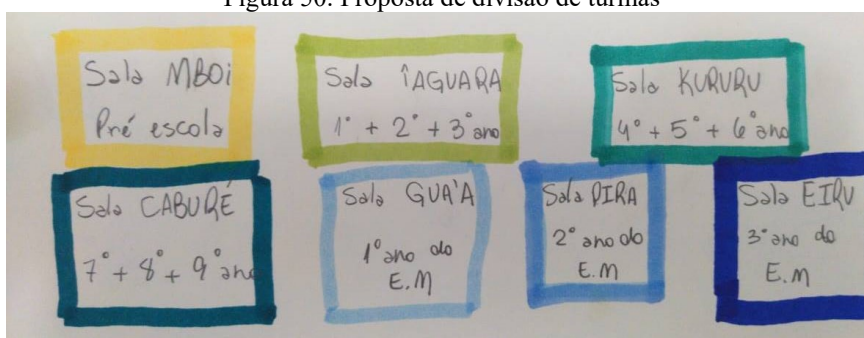 Figura 50: Proposta de divisão de turmas
Sala MBOi
Pré escola
Sala ÎAGUARA
1° + 2° + 3° ano
Sala KURURU
4° + 5° + 6° ano
Sala CABURÉ
7° + 8° + 9° ano
Sala GUA'A
1° ano do
E.M
Sala PIRA
2° ano do
E.M
Sala EIRU
3° ano do
E.M